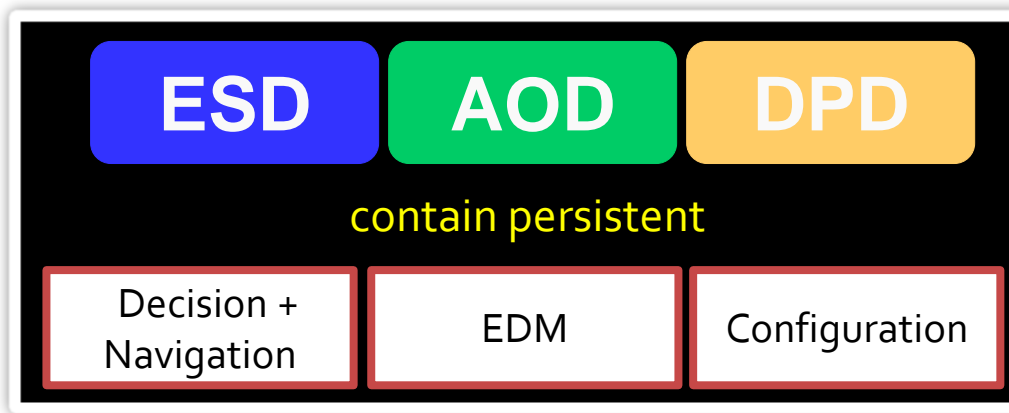 ESD AOD DPD
contain persistent
Decision +
Navigation
EDM
Configuration